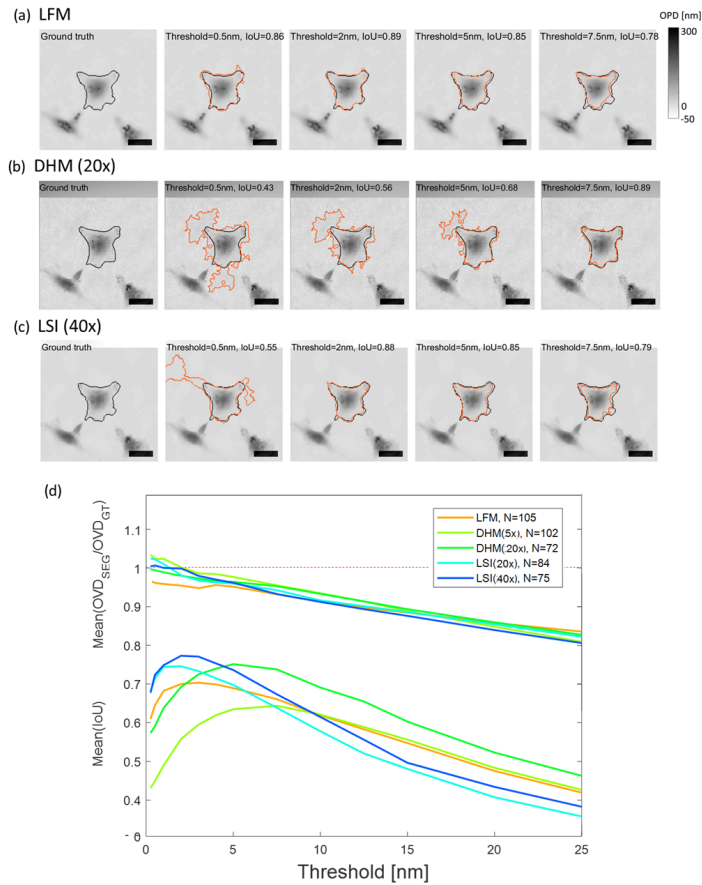 (a) LFM
OPD [nm]
Ground truth Threshold=0.5nm, IoU=0.86 Threshold=2nm, IoU=0.89 Threshold=5nm, IoU=0.85 Threshold=7.5nm, IoU=0.78
300
0
-50
(b) DHM (20x)
Ground truth Threshold=0.5nm, IoU=0.43 Threshold=2nm, IoU=0.56 Threshold=5nm, IoU=0.68 Threshold=7.5nm, IoU=0.89
(c) LSI (40x)
Ground truth Threshold=0.5nm, IoU=0.55 Threshold=2nm, IoU=0.88 Threshold=5nm, IoU=0.85 Threshold=7.5nm, IoU=0.79
(d)
Mean(OVD_SEG/OVD_GT)
Mean(IoU)
1.1
1
0.9
0.8
0.7
0.6
0.5
0.4
- 0
LFM, N=105
DHM(5x), N=102
DHM(20x), N=72
LSI(20x), N=84
LSI(40x), N=75
0 5 10 15 20 25
Threshold [nm]